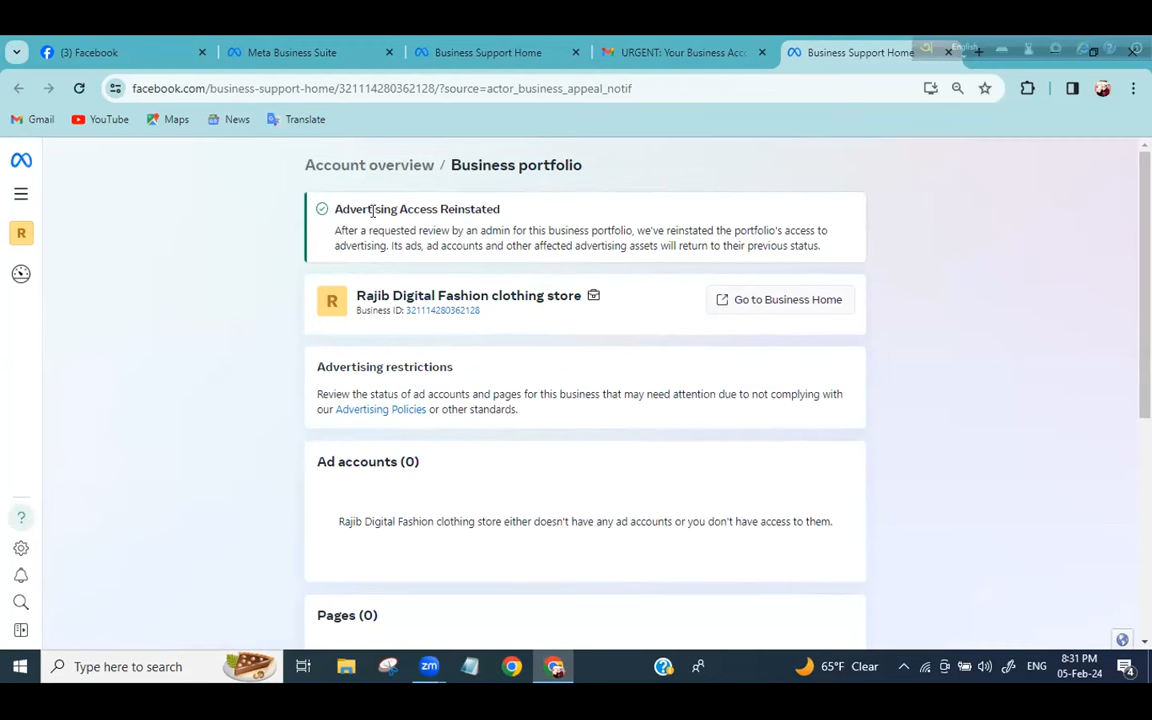 (3) Facebook
Meta Business Suite
Business Support Home
URGENT: Your Business Acc
Business Support Home
English
facebook.com/business-support-home/321114280362128/?source=actor_business_appeal_notif
Gmail
YouTube
Maps
News
Translate
Account overview / Business portfolio
R
Advertising Access Reinstated
After a requested review by an admin for this business portfolio, we've reinstated the portfolio's access to
advertising. Its ads, ad accounts and other affected advertising assets will return to their previous status.
R
Rajib Digital Fashion clothing store
Business ID: 321114280362128
Go to Business Home
Advertising restrictions
Review the status of ad accounts and pages for this business that may need attention due to not complying with
our Advertising Policies or other standards.
Ad accounts (0)
Rajib Digital Fashion clothing store either doesn't have any ad accounts or you don't have access to them.
Pages (0)
Type here to search
zm
65°F Clear
ENG
8:31 PM
05-Feb-24
4